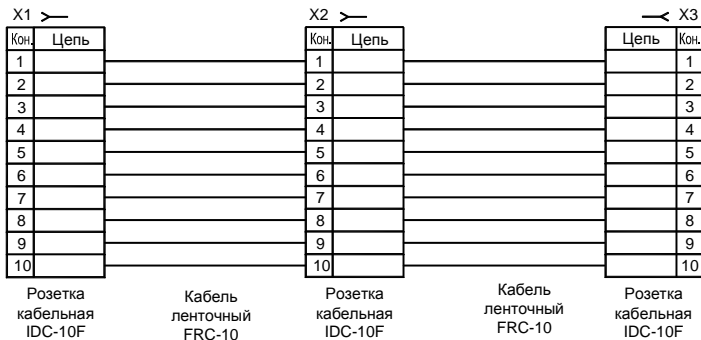 X1 X2 X3
Кон. Цепь Кон. Цепь Цепь Кон.
1 1 1
2 2 2
3 3 3
4 4 4
5 5 5
6 6 6
7 7 7
8 8 8
9 9 9
10 10 10
Розетка
кабельная
IDC-10F
Кабель
ленточный
FRC-10
Розетка
кабельная
IDC-10F
Кабель
ленточный
FRC-10
Розетка
кабельная
IDC-10F